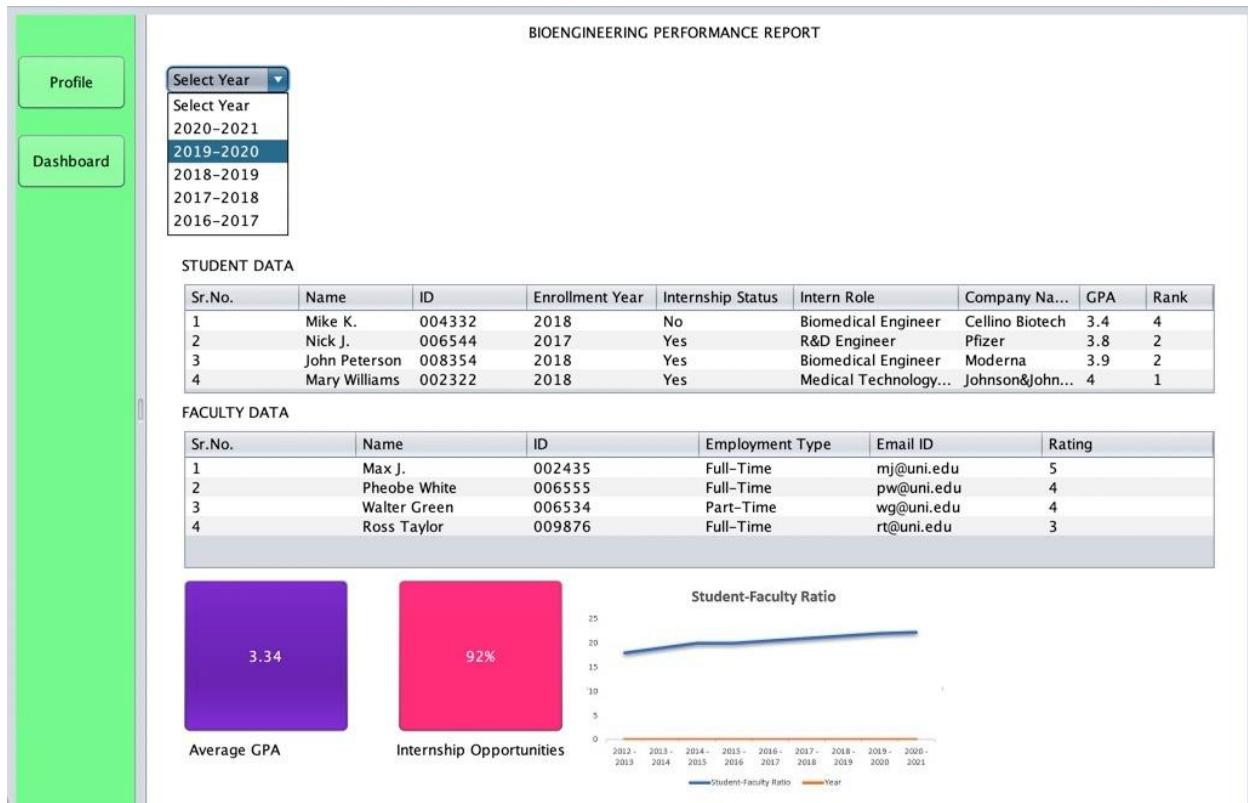 BIOENGINEERING PERFORMANCE REPORT
Profile
Dashboard
Select Year
Select Year
2020-2021
2019-2020
2018-2019
2017-2018
2016-2017
STUDENT DATA
Sr.No. Name ID Enrollment Year Internship Status Intern Role Company Na... GPA Rank
1 Mike K. 004332 2018 No Biomedical Engineer Cellino Biotech 3.4 4
2 Nick J. 006544 2017 Yes R&D Engineer Pfizer 3.8 2
3 John Peterson 008354 2018 Yes Biomedical Engineer Moderna 3.9 2
4 Mary Williams 002322 2018 Yes Medical Technology... Johnson&John... 4 1
FACULTY DATA
Sr.No. Name ID Employment Type Email ID Rating
1 Max J. 002435 Full-Time mj@uni.edu 5
2 Pheobe White 006555 Full-Time pw@uni.edu 4
3 Walter Green 006534 Part-Time wg@uni.edu 4
4 Ross Taylor 009876 Full-Time rt@uni.edu 3
3.34
Average GPA
92%
Internship Opportunities
Student-Faculty Ratio
25
20
15
10
5
0
2012 - 2013 - 2014 - 2015 - 2016 - 2017 - 2018 - 2019 - 2020 -
2013 2014 2015 2016 2017 2018 2019 2020 2021
Student-Faculty Ratio Year